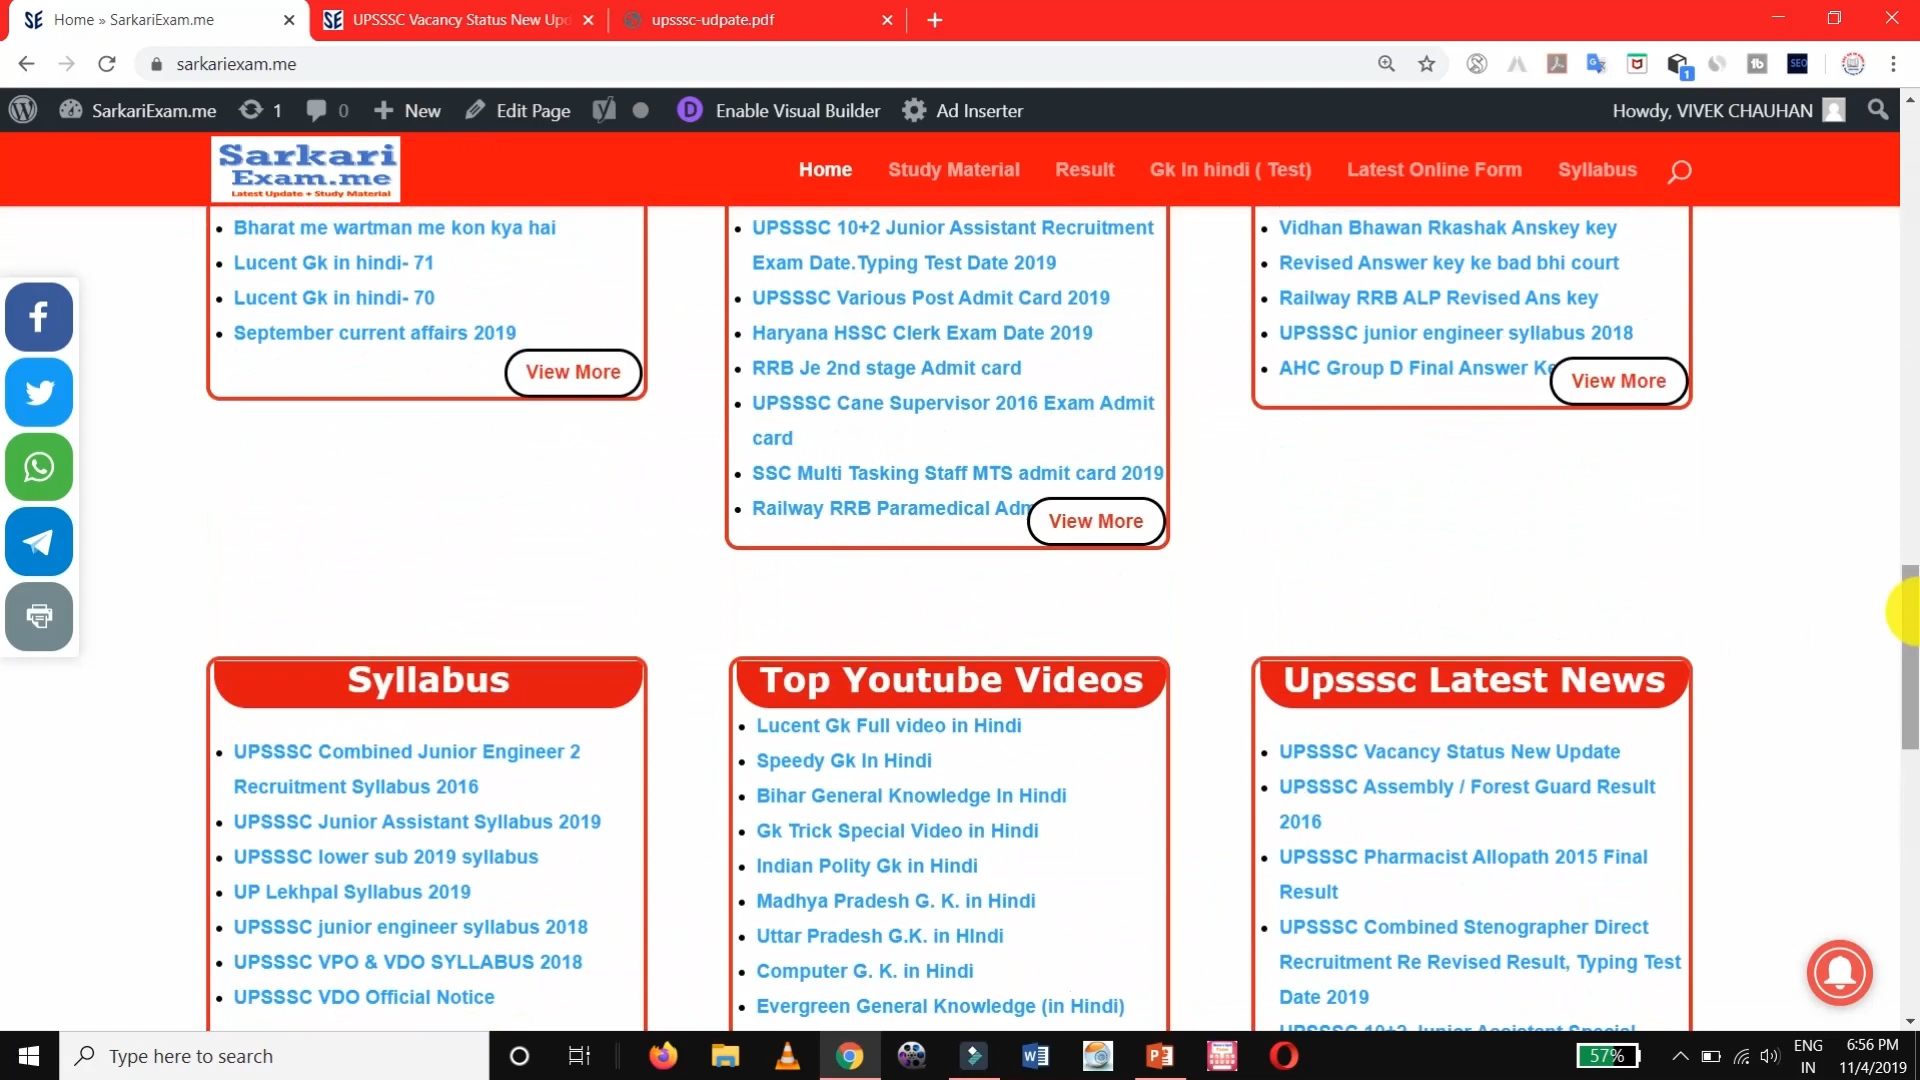 Home » SarkariExam.me
UPSSSC Vacancy Status New Upd
upsssc-udpate.pdf
sarkariexam.me
SarkariExam.me 1 0 New Edit Page Enable Visual Builder Ad Inserter Howdy, VIVEK CHAUHAN
Sarkari
Exam.me
Latest Update + Study Material
Home Study Material Result Gk In hindi ( Test) Latest Online Form Syllabus
Bharat me wartman me kon kya hai
Lucent Gk in hindi- 71
Lucent Gk in hindi- 70
September current affairs 2019
View More
UPSSSC 10+2 Junior Assistant Recruitment
Exam Date.Typing Test Date 2019
UPSSSC Various Post Admit Card 2019
Haryana HSSC Clerk Exam Date 2019
RRB Je 2nd stage Admit card
UPSSSC Cane Supervisor 2016 Exam Admit
card
SSC Multi Tasking Staff MTS admit card 2019
Railway RRB Paramedical Adm
View More
Vidhan Bhawan Rkashak Anskey key
Revised Answer key ke bad bhi court
Railway RRB ALP Revised Ans key
UPSSSC junior engineer syllabus 2018
AHC Group D Final Answer Ke
View More
Syllabus
UPSSSC Combined Junior Engineer 2
Recruitment Syllabus 2016
UPSSSC Junior Assistant Syllabus 2019
UPSSSC lower sub 2019 syllabus
UP Lekhpal Syllabus 2019
UPSSSC junior engineer syllabus 2018
UPSSSC VPO & VDO SYLLABUS 2018
UPSSSC VDO Official Notice
Top Youtube Videos
Lucent Gk Full video in Hindi
Speedy Gk In Hindi
Bihar General Knowledge In Hindi
Gk Trick Special Video in Hindi
Indian Polity Gk in Hindi
Madhya Pradesh G. K. in Hindi
Uttar Pradesh G.K. in HIndi
Computer G. K. in Hindi
Evergreen General Knowledge (in Hindi)
Upsssc Latest News
UPSSSC Vacancy Status New Update
UPSSSC Assembly / Forest Guard Result
2016
UPSSSC Pharmacist Allopath 2015 Final
Result
UPSSSC Combined Stenographer Direct
Recruitment Re Revised Result, Typing Test
Date 2019
UPSSSC 10+2 Junior Assistant Special
Type here to search
57%
ENG
IN
6:56 PM
11/4/2019